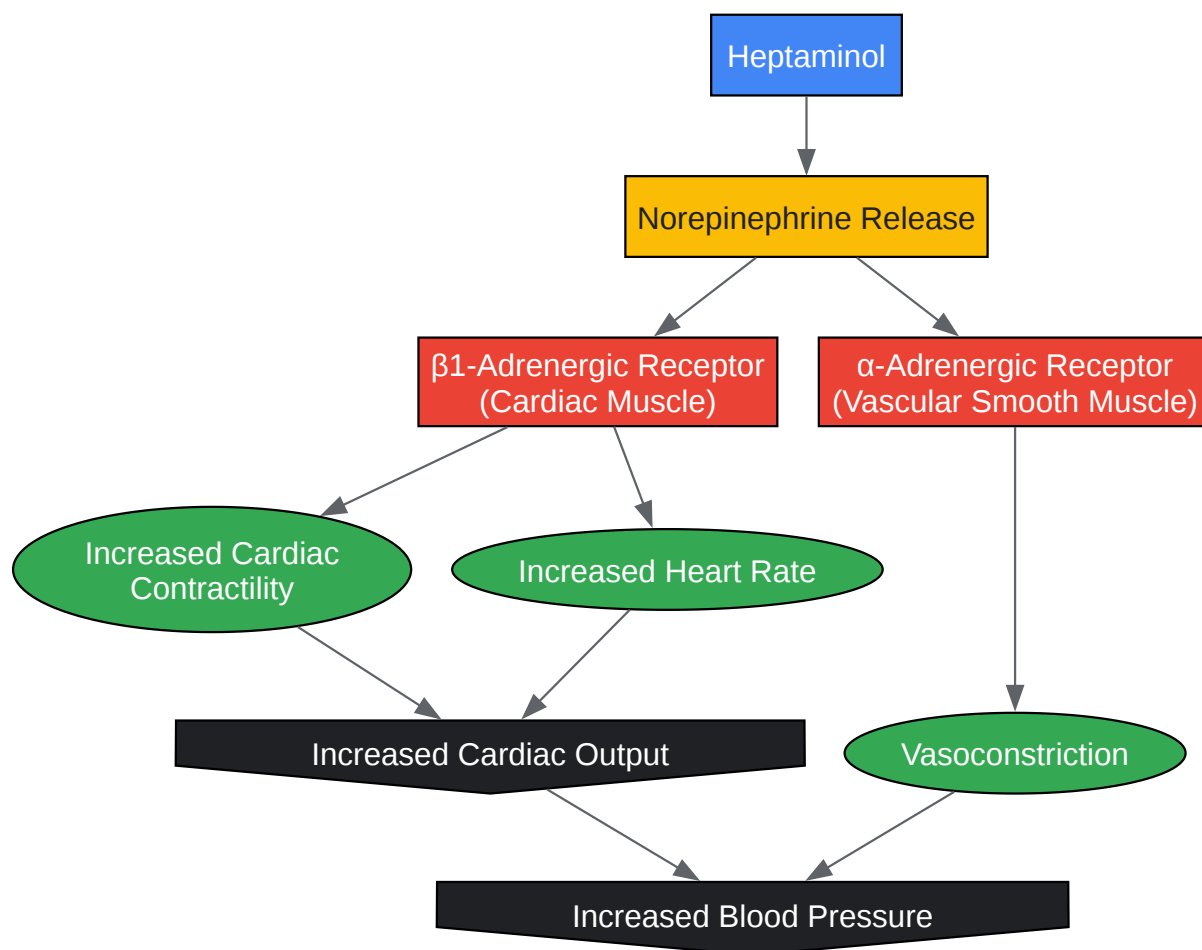 Heptaminol
Norepinephrine Release
β1-Adrenergic Receptor
(Cardiac Muscle)
α-Adrenergic Receptor
(Vascular Smooth Muscle)
Increased Cardiac
Contractility
Increased Heart Rate
Increased Cardiac Output
Vasoconstriction
Increased Blood Pressure